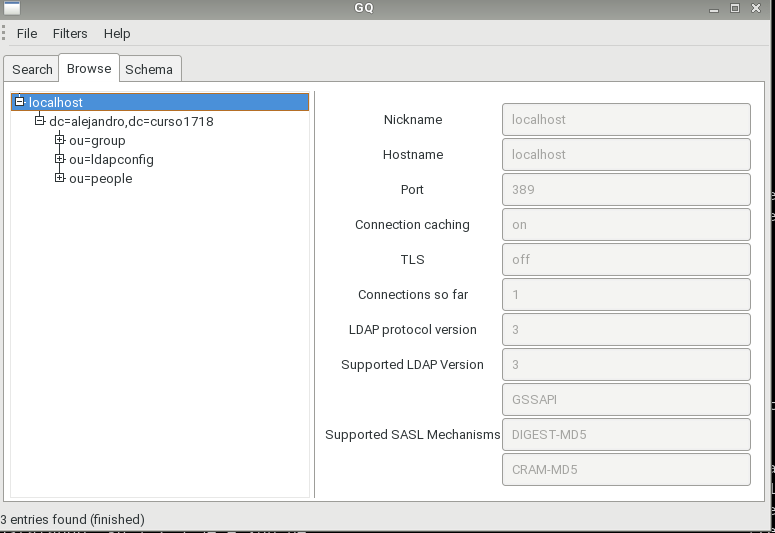 GQ
File Filters Help
Search Browse Schema
localhost
dc=alejandro,dc=curso1718
ou=group
ou=ldapconfig
ou=people
Nickname localhost
Hostname localhost
Port 389
Connection caching on
TLS off
Connections so far 1
LDAP protocol version 3
Supported LDAP Version 3
GSSAPI
Supported SASL Mechanisms DIGEST-MD5
CRAM-MD5
3 entries found (finished)